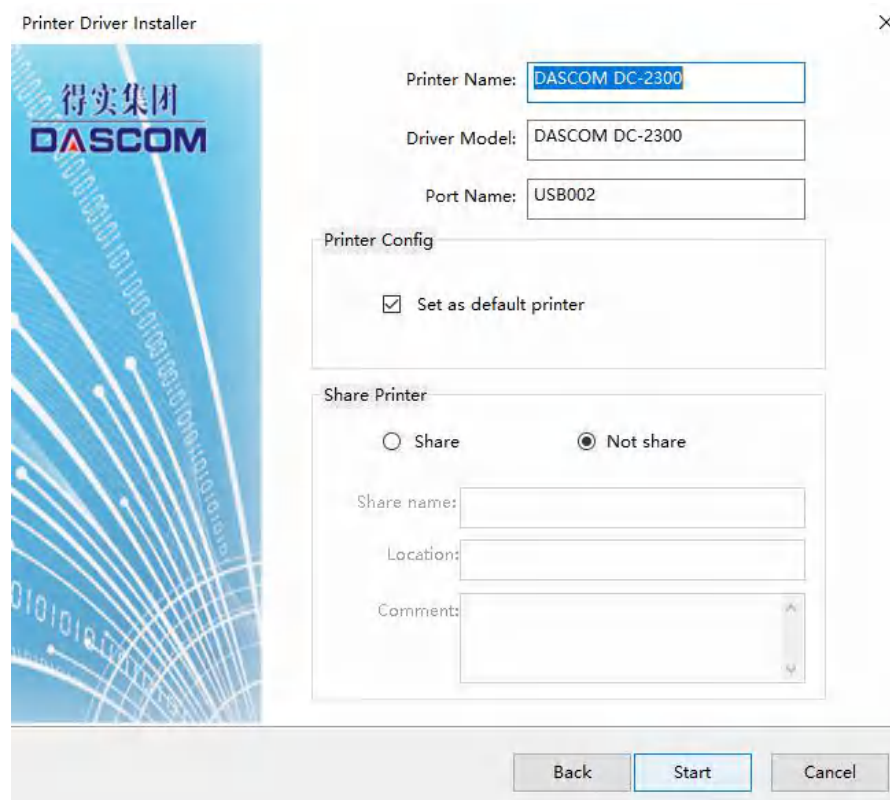 Printer Driver Installer
得实集团
DASCOM
Printer Name: DASCOM DC-2300
Driver Model: DASCOM DC-2300
Port Name: USB002
Printer Config
Set as default printer
Share Printer
Share
Not share
Share name:
Location:
Comment:
Back
Start
Cancel